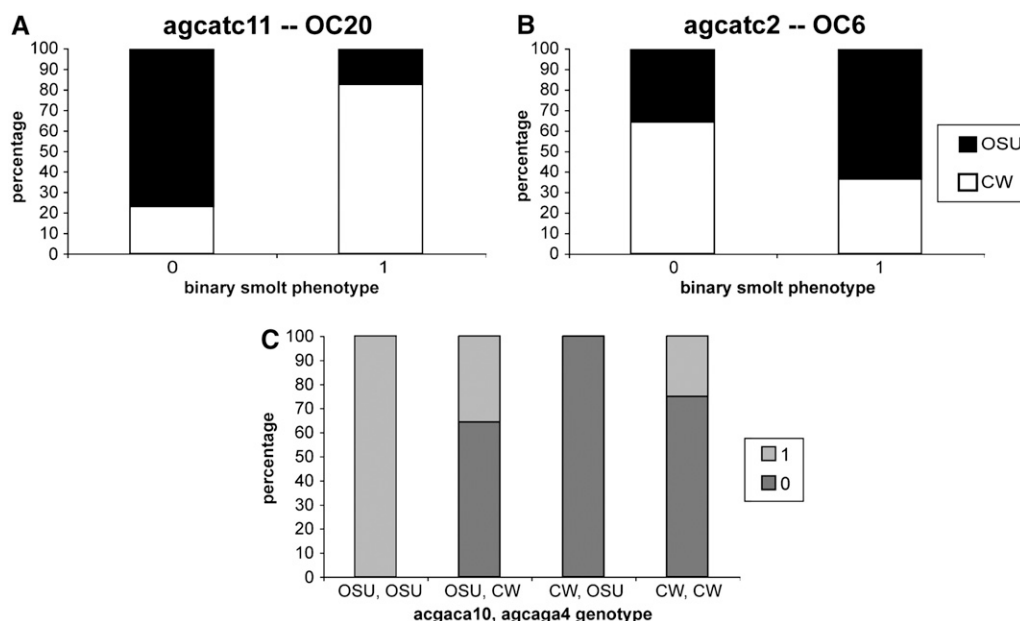 A
agcatc11 -- OC20
percentage
100
90
80
70
60
50
40
30
20
10
0
0 1
binary smolt phenotype
B
agcatc2 -- OC6
percentage
100
90
80
70
60
50
40
30
20
10
0
0 1
binary smolt phenotype
OSU
CW
C
percentage
100
90
80
70
60
50
40
30
20
10
0
OSU, OSU OSU, CW CW, OSU CW, CW
acgaca10, agcaga4 genotype
1
0